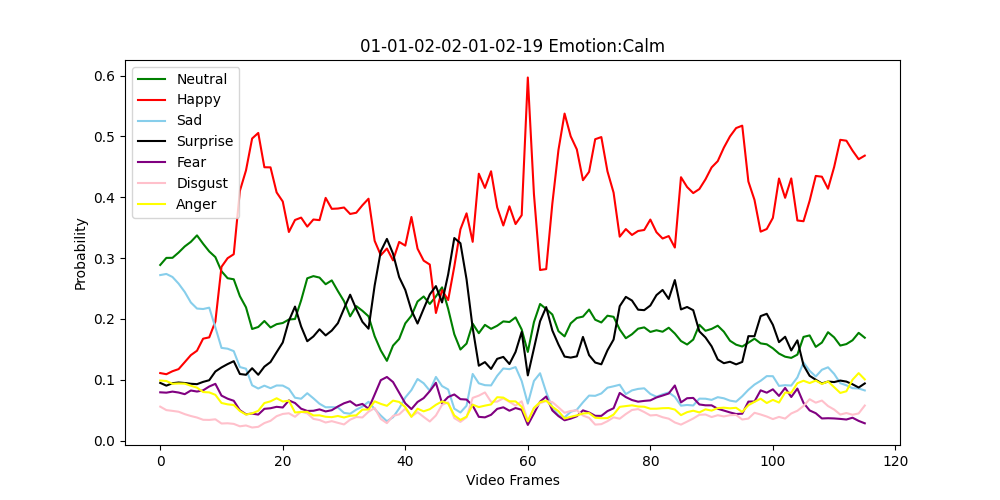 01-01-02-02-01-02-19 Emotion:Calm
Neutral
Happy
Sad
Surprise
Fear
Disgust
Anger
Probability
0.6
0.5
0.4
0.3
0.2
0.1
0.0
0 20 40 60 80 100 120
Video Frames